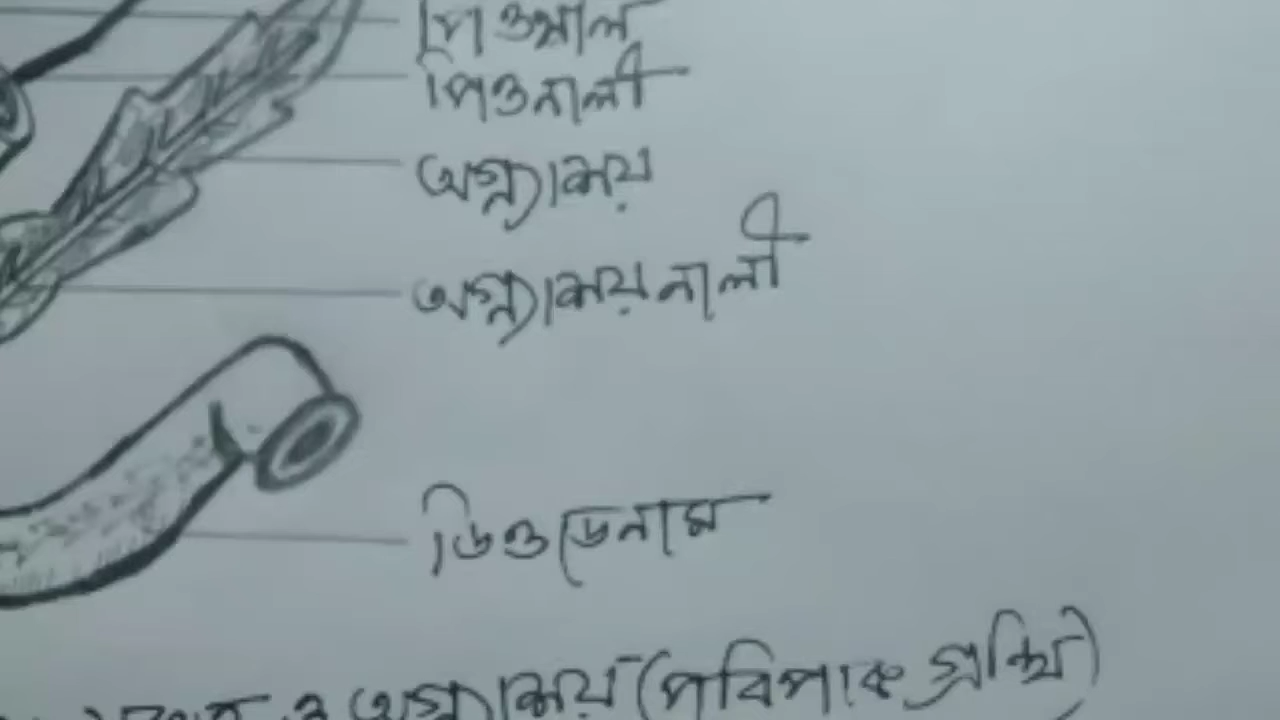 পিত্তথলি
পিত্তনালী
অগ্ন্যাশয়
অগ্ন্যাশয় নালী
ডিওডেনাম
ও অগ্ন্যাশয় (পরিপাক গ্রন্থি)